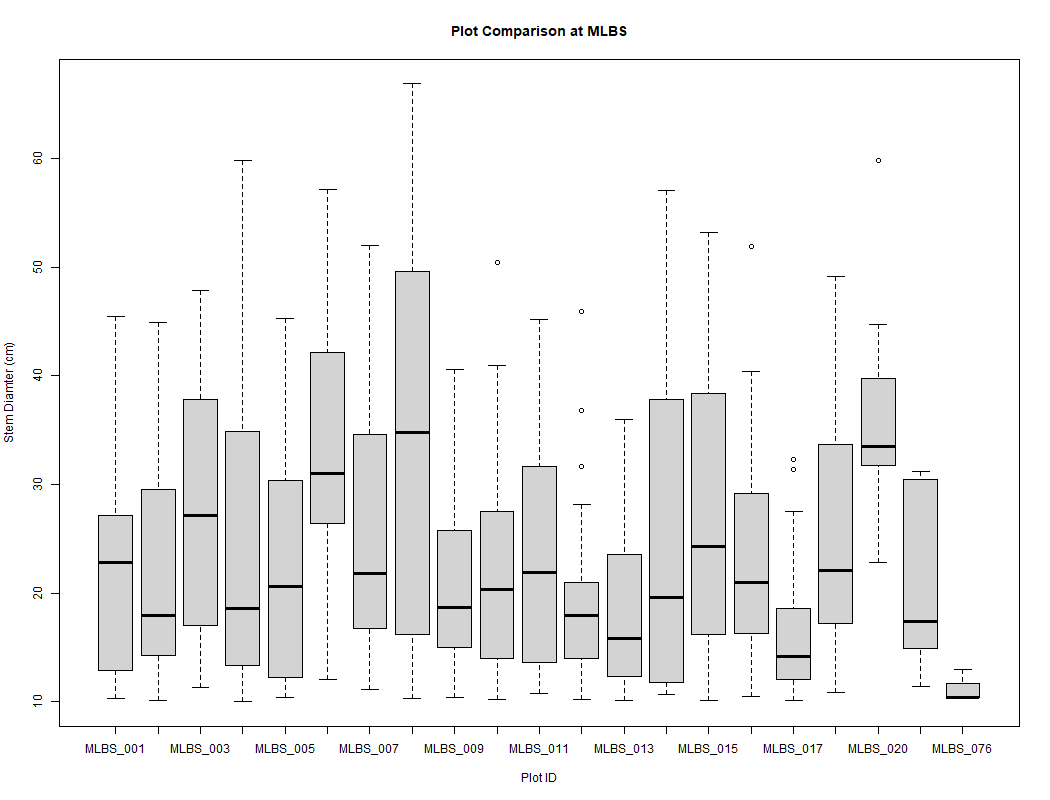 Plot Comparison at MLBS
60
50
40
30
20
10
Stem Diamter (cm)
MLBS_001 MLBS_003 MLBS_005 MLBS_007 MLBS_009 MLBS_011 MLBS_013 MLBS_015 MLBS_017 MLBS_020 MLBS_076
Plot ID